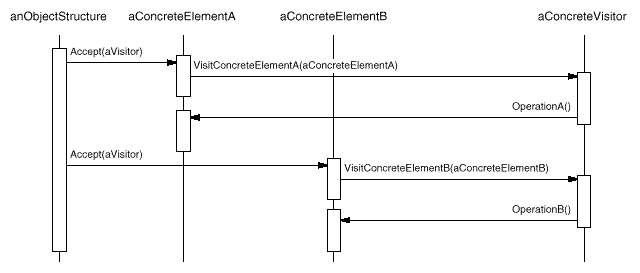 anObjectStructure aConcreteElementA aConcreteElementB aConcreteVisitor
Accept(aVisitor)
VisitConcreteElementA(aConcreteElementA)
OperationA()
Accept(aVisitor)
VisitConcreteElementB(aConcreteElementB)
OperationB()